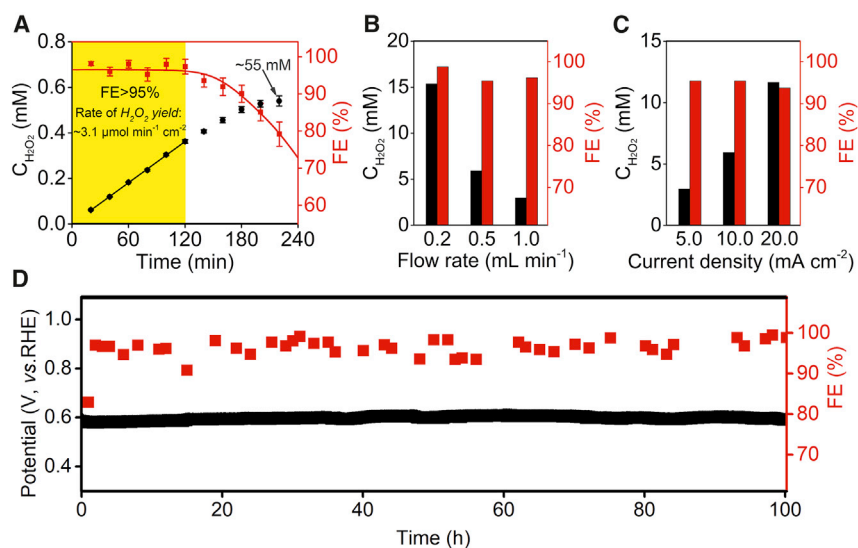 A
0.8
0.6
0.4
0.2
0.0
C_H₂O₂ (mM)
100
90
80
70
60
FE (%)
~55 mM
FE>95%
Rate of H₂O₂ yield:
~3.1 μmol min⁻¹ cm⁻²
0 60 120 180 240
Time (min)
B
20
15
10
5
0
C_H₂O₂ (mM)
100
90
80
70
FE (%)
0.2 0.5 1.0
Flow rate (mL min⁻¹)
C
15
10
5
0
C_H₂O₂ (mM)
100
90
80
70
FE (%)
5.0 10.0 20.0
Current density (mA cm⁻²)
D
1.0
0.8
0.6
0.4
Potential (V, vs.RHE)
100
90
80
70
FE (%)
0 20 40 60 80 100
Time (h)